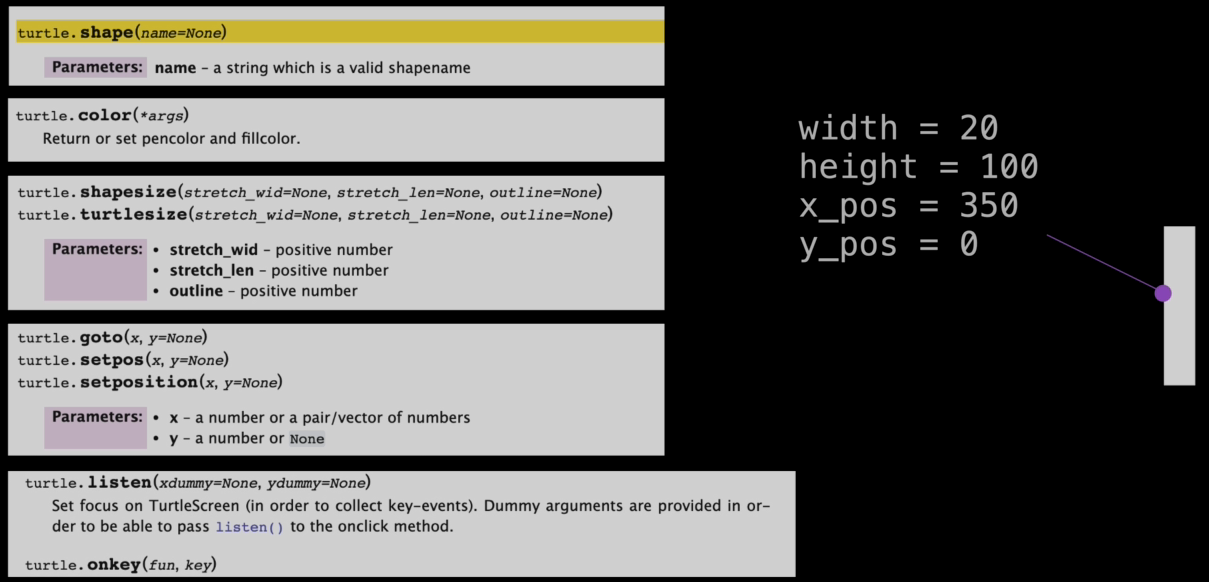 turtle.shape(name=None)
Parameters: name – a string which is a valid shapename
turtle.color(*args)
Return or set pencolor and fillcolor.
turtle.shapesize(stretch_wid=None, stretch_len=None, outline=None)
turtle.turtlesize(stretch_wid=None, stretch_len=None, outline=None)
Parameters: • stretch_wid – positive number
• stretch_len – positive number
• outline – positive number
turtle.goto(x, y=None)
turtle.setpos(x, y=None)
turtle.setposition(x, y=None)
Parameters: • x – a number or a pair/vector of numbers
• y – a number or None
turtle.listen(xdummy=None, ydummy=None)
Set focus on TurtleScreen (in order to collect key-events). Dummy arguments are provided in or-
der to be able to pass listen() to the onclick method.
turtle.onkey(fun, key)
width = 20
height = 100
x_pos = 350
y_pos = 0